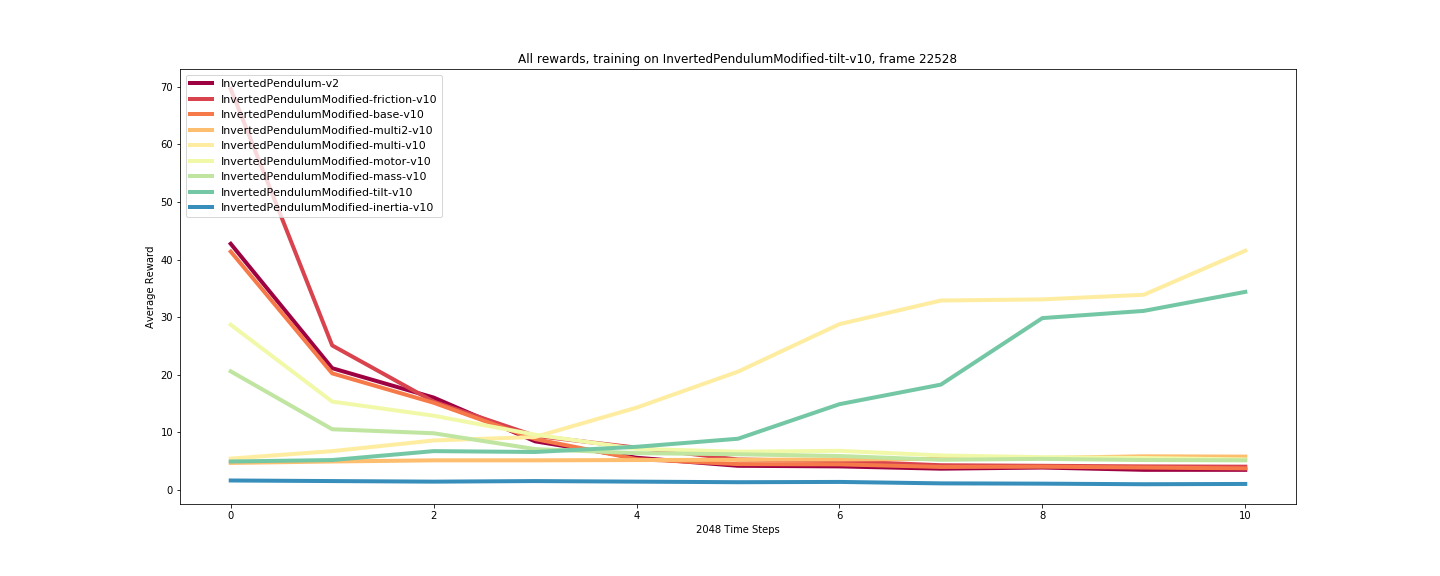 All rewards, training on InvertedPendulumModified-tilt-v10, frame 22528
InvertedPendulum-v2
InvertedPendulumModified-friction-v10
InvertedPendulumModified-base-v10
InvertedPendulumModified-multi2-v10
InvertedPendulumModified-multi-v10
InvertedPendulumModified-motor-v10
InvertedPendulumModified-mass-v10
InvertedPendulumModified-tilt-v10
InvertedPendulumModified-inertia-v10
Average Reward
70
60
50
40
30
20
10
0
0 2 4 6 8 10
2048 Time Steps